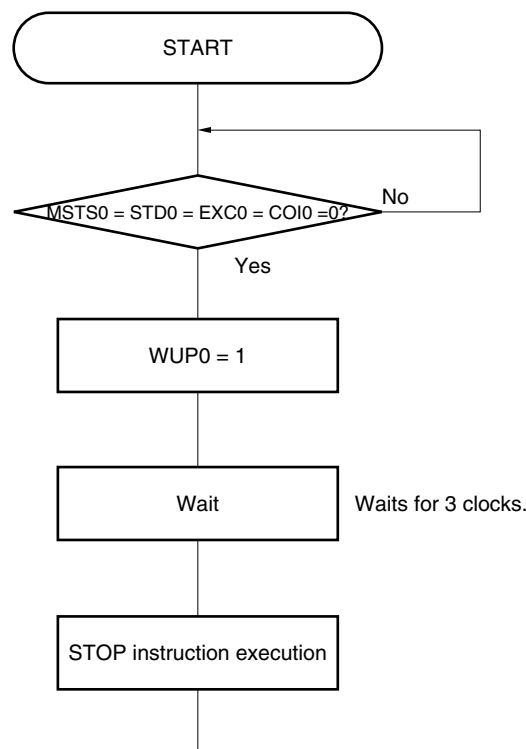 START
MSTS0 = STD0 = EXC0 = COI0 =0?
No
Yes
WUP0 = 1
Wait
Waits for 3 clocks.
STOP instruction execution